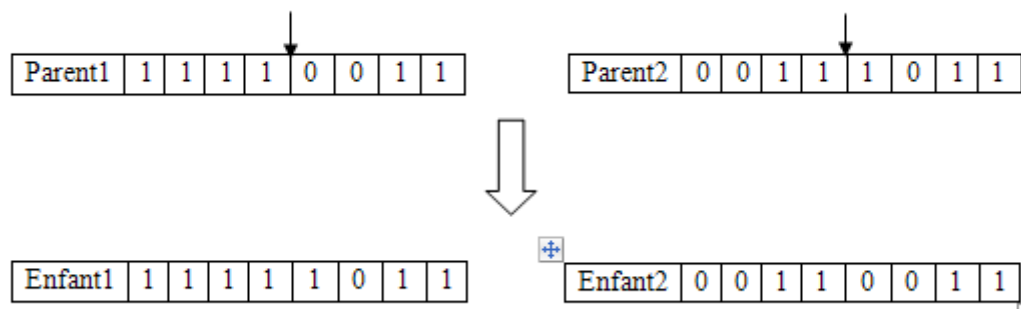 Parent1 1 1 1 1 0 0 1 1
Parent2 0 0 1 1 1 0 1 1
Enfant1 1 1 1 1 1 0 1 1
Enfant2 0 0 1 1 0 0 1 1